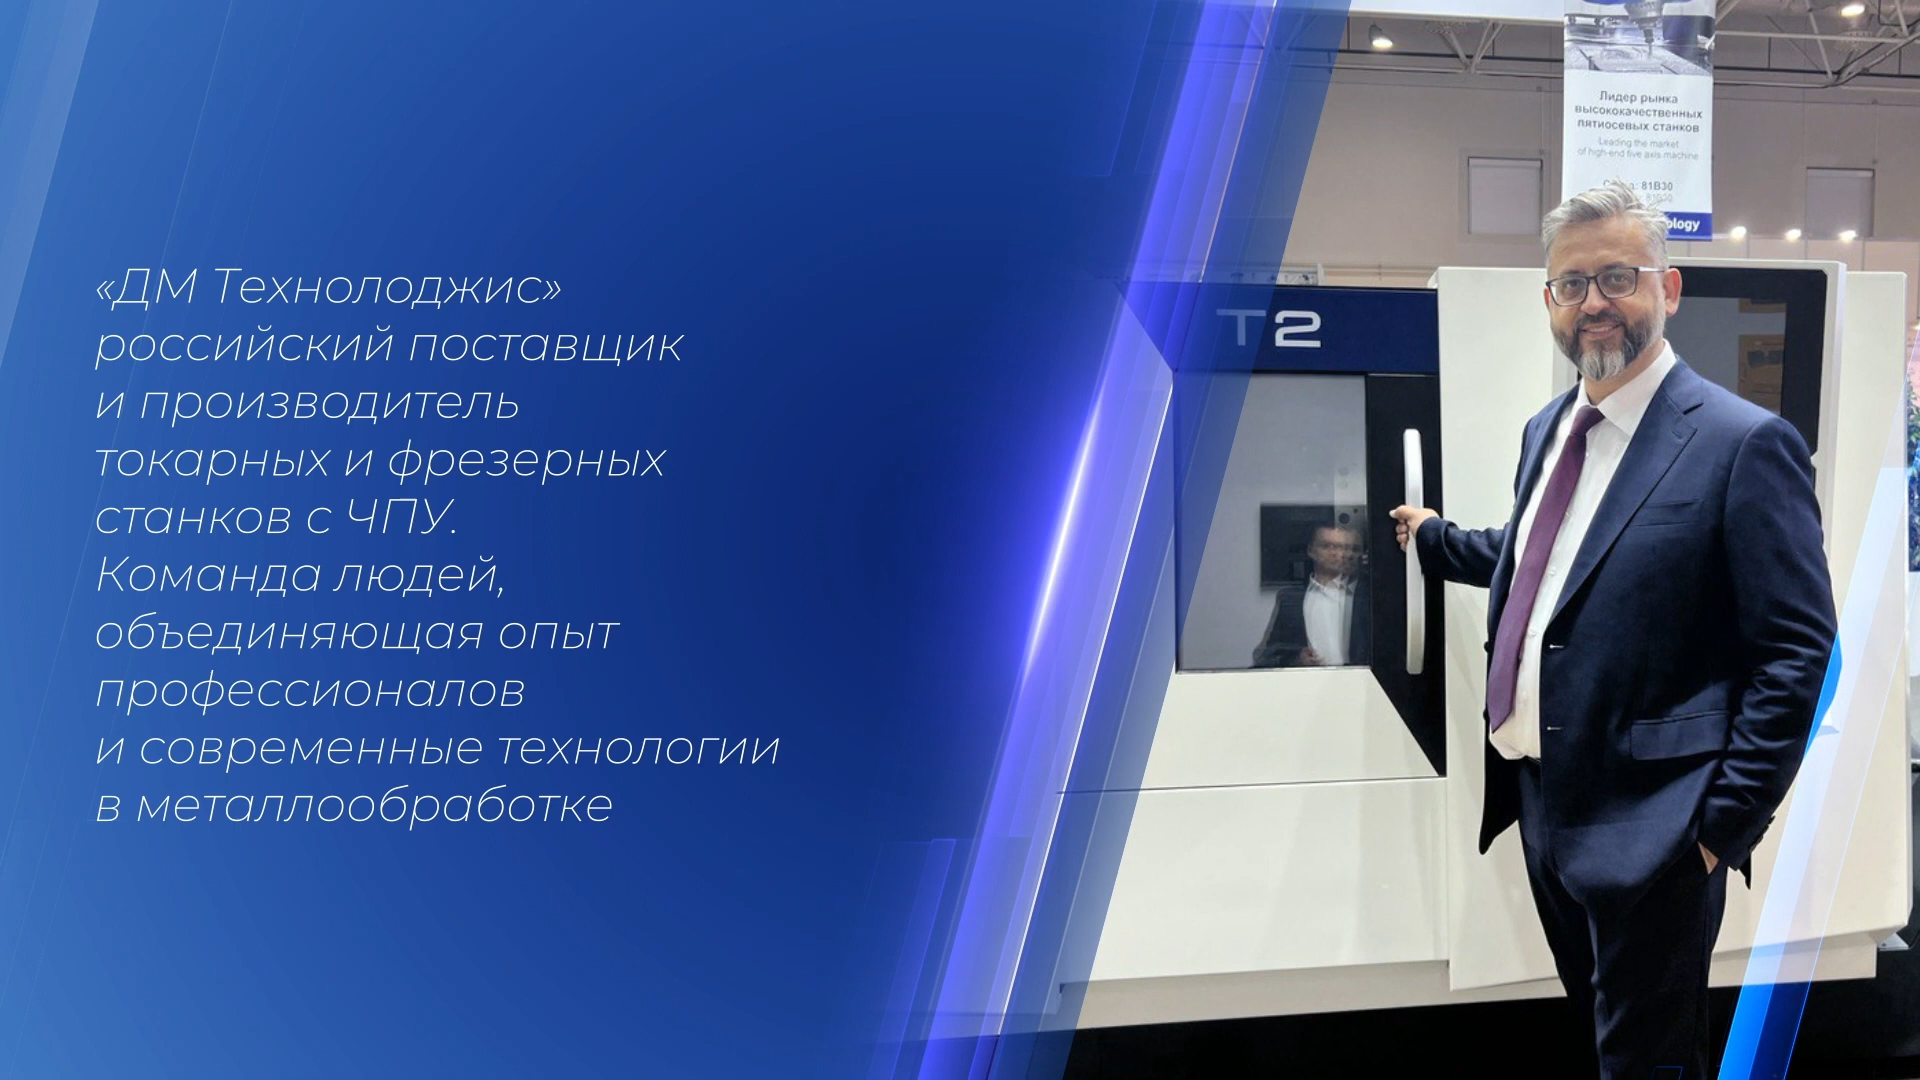 «ДМ Технолоджис»
российский поставщик
и производитель
токарных и фрезерных
станков с ЧПУ.
Команда людей,
объединяющая опыт
профессионалов
и современные технологии
в металлообработке
Лидер рынка
высококачественных
пятиосевых станков
Leading the market
of high-end five axis machine
81B30
T2